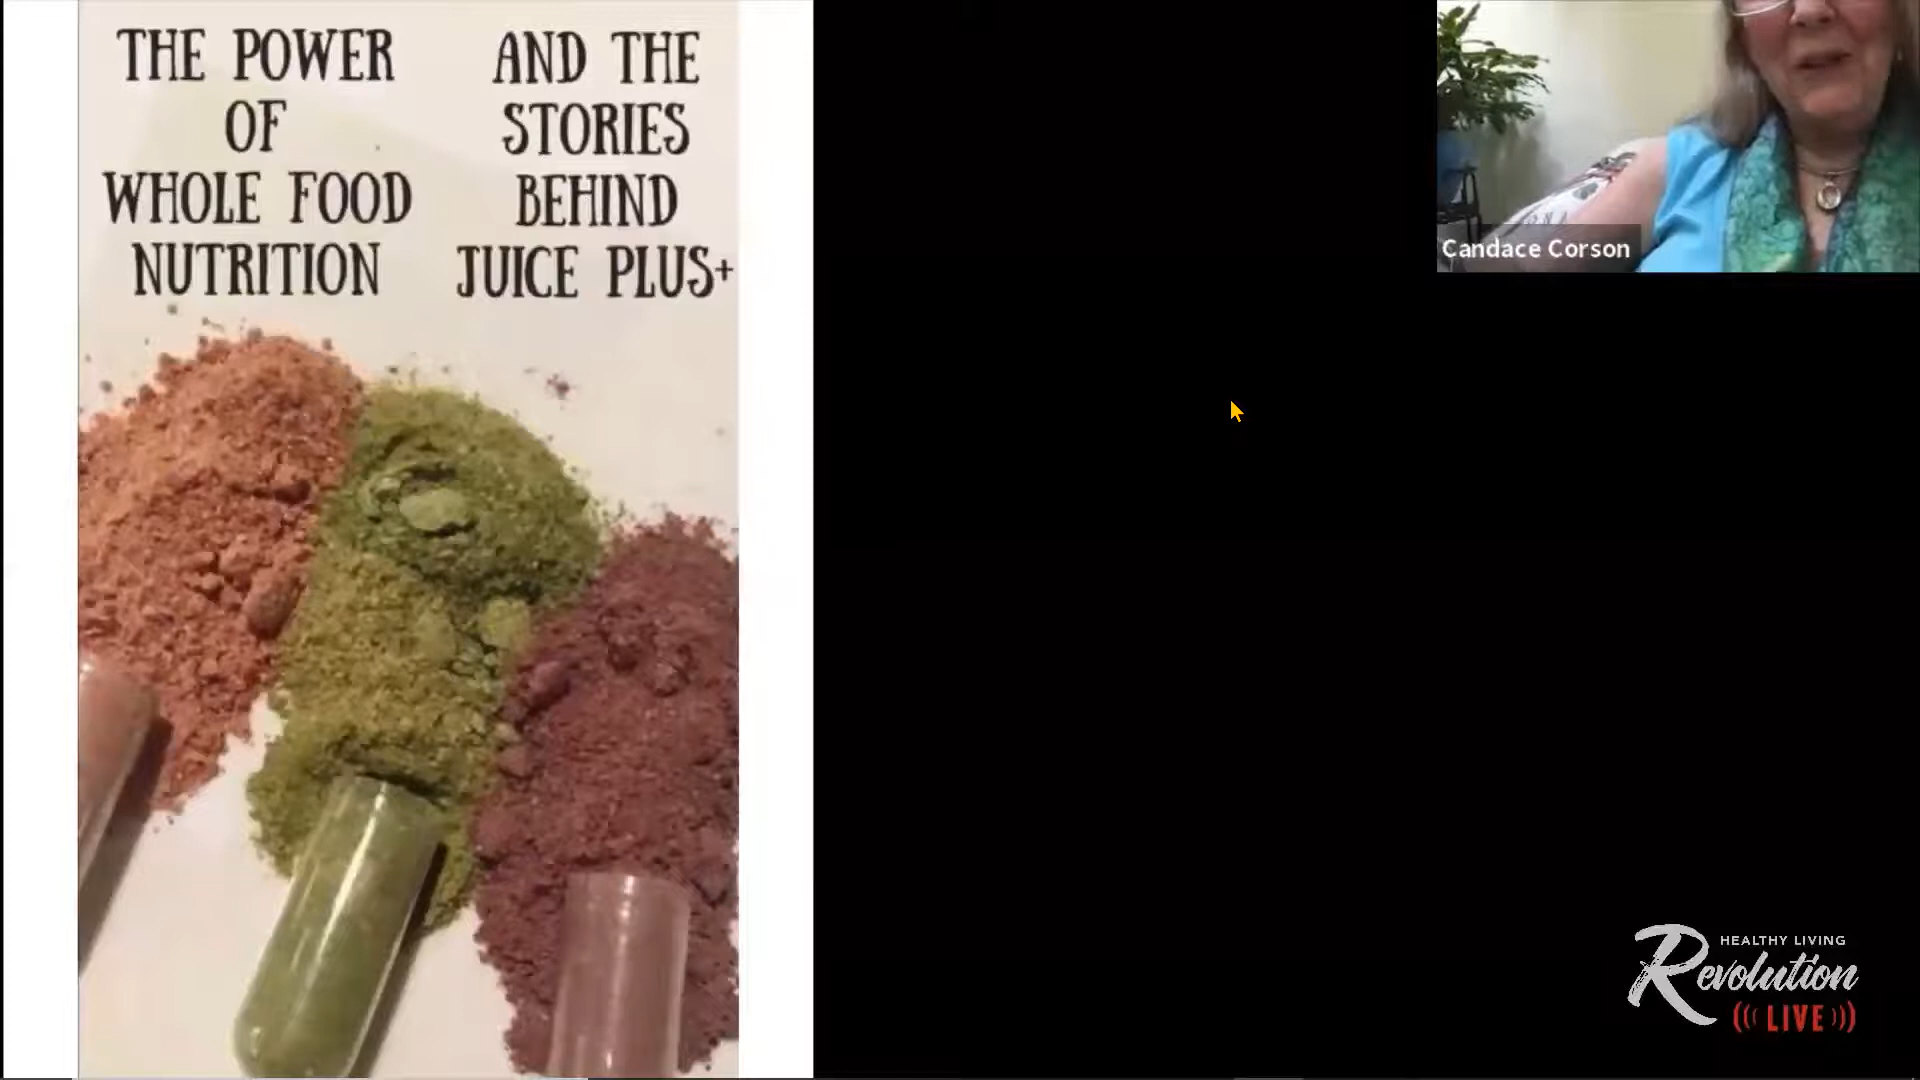 THE POWER
OF
WHOLE FOOD
NUTRITION
AND THE
STORIES
BEHIND
JUICE PLUS+
Candace Corson
HEALTHY LIVING
Revolution
((( LIVE )))